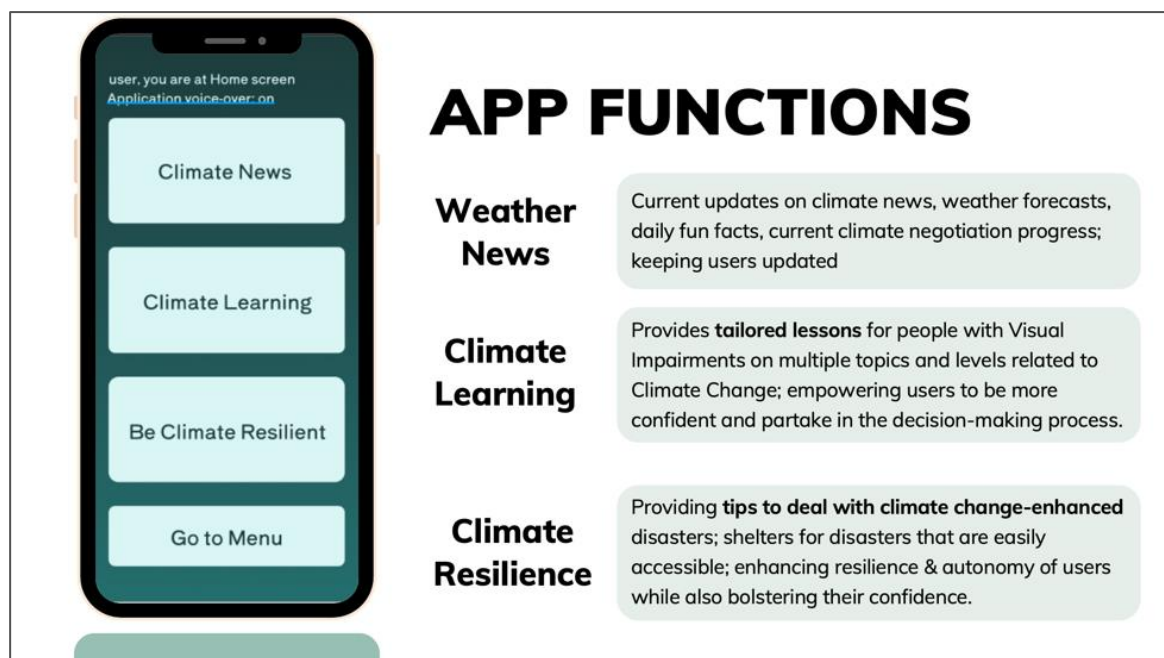 user, you are at Home screen
Application voice-over: on
Climate News
Climate Learning
Be Climate Resilient
Go to Menu
APP FUNCTIONS
Weather
News
Current updates on climate news, weather forecasts,
daily fun facts, current climate negotiation progress;
keeping users updated
Climate
Learning
Provides tailored lessons for people with Visual
Impairments on multiple topics and levels related to
Climate Change; empowering users to be more
confident and partake in the decision-making process.
Climate
Resilience
Providing tips to deal with climate change-enhanced
disasters; shelters for disasters that are easily
accessible; enhancing resilience & autonomy of users
while also bolstering their confidence.